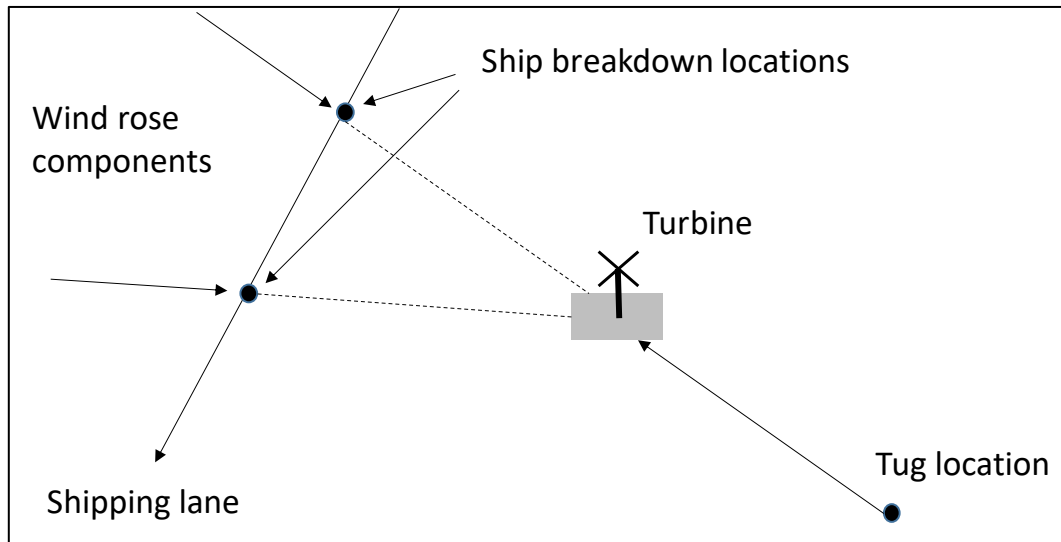 Ship breakdown locations
Wind rose
components
Turbine
Tug location
Shipping lane